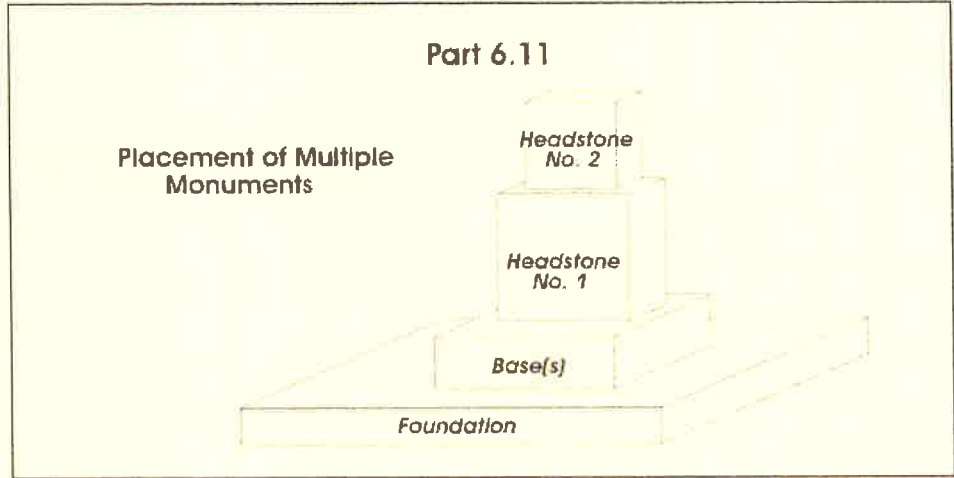 Part 6.11
Placement of Multiple
Monuments
Headstone
No. 2
Headstone
No. 1
Base(s)
Foundation